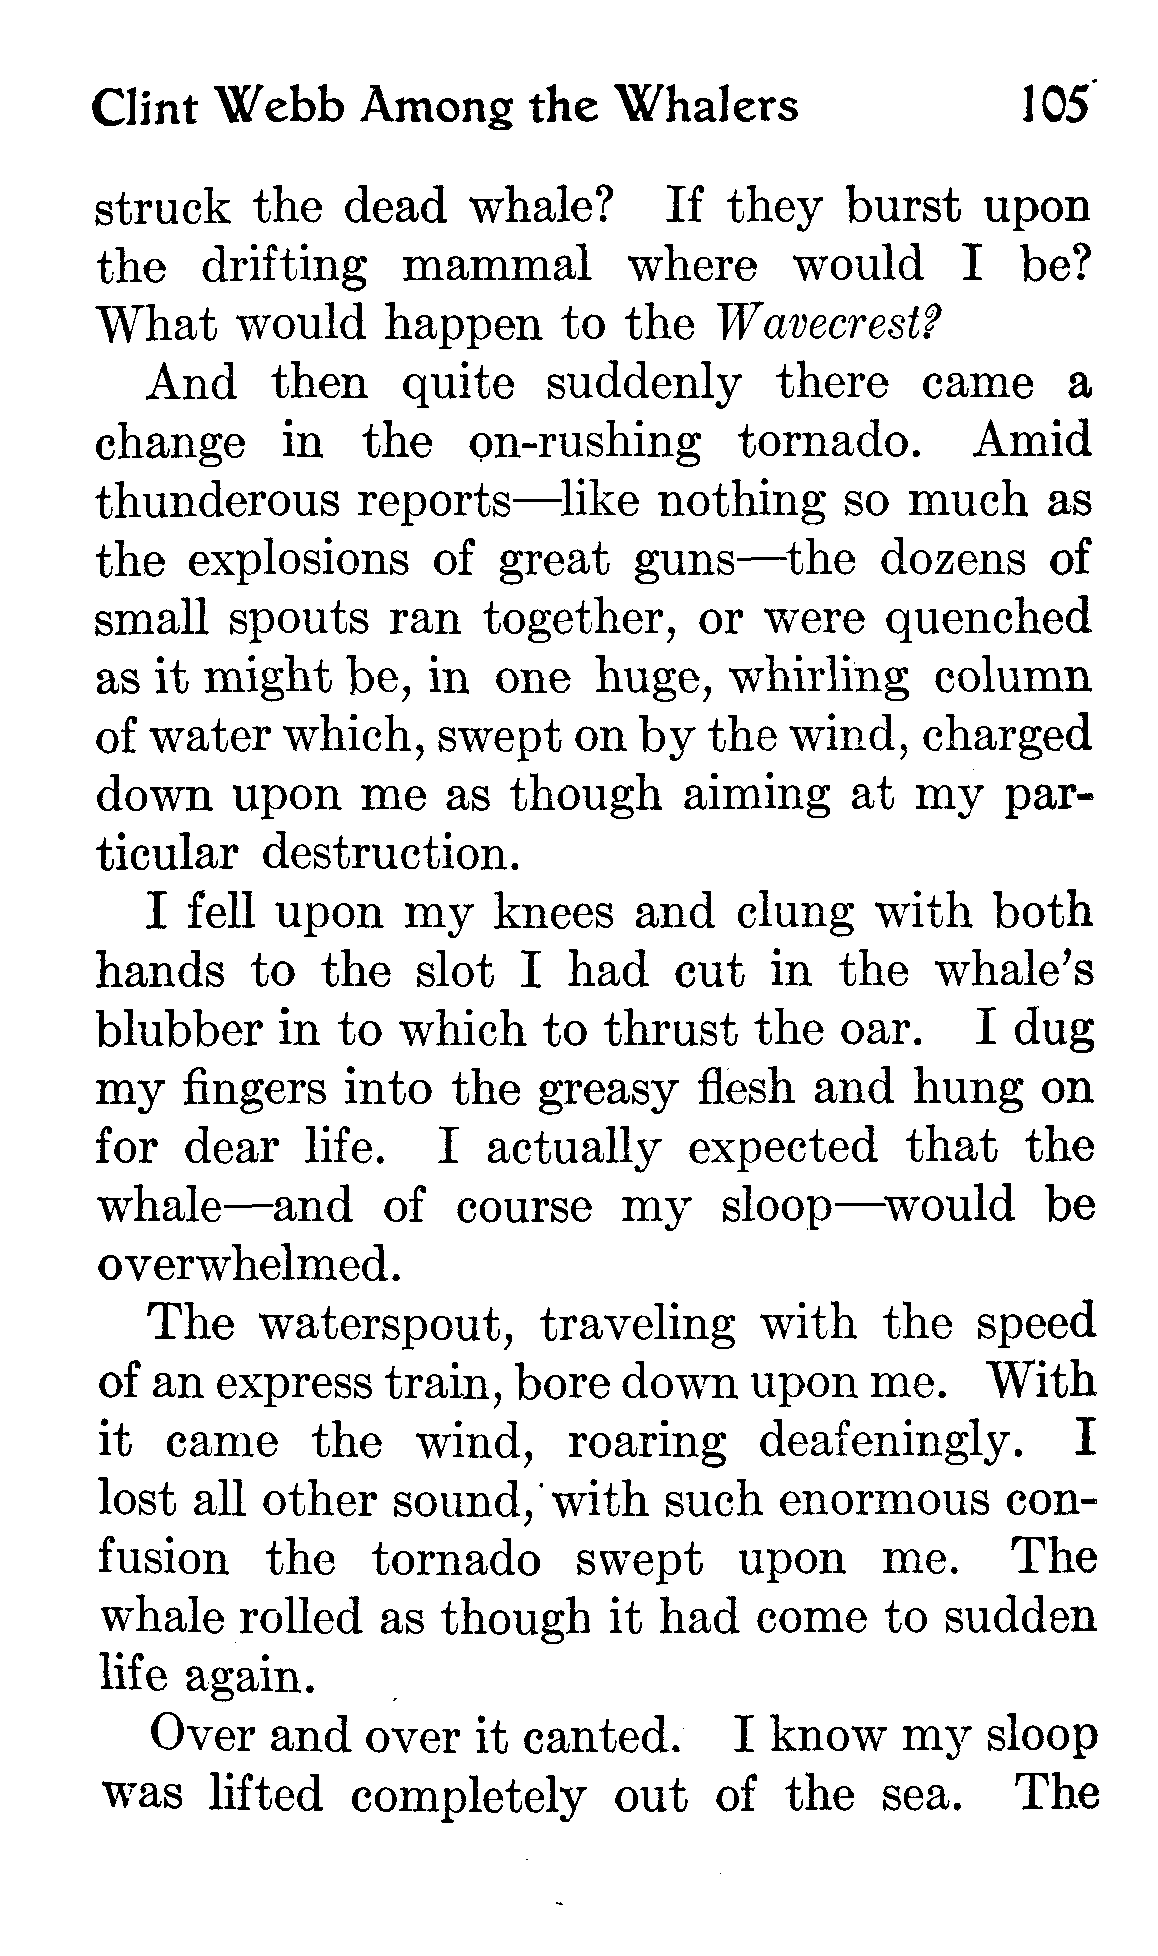 Clint Webb Among the Whalers 105
struck the dead whale? If they burst upon
the drifting mammal where would I be?
What would happen to the Wavecrest?
And then quite suddenly there came a
change in the on-rushing tornado. Amid
thunderous reports—like nothing so much as
the explosions of great guns—the dozens of
small spouts ran together, or were quenched
as it might be, in one huge, whirling column
of water which, swept on by the wind, charged
down upon me as though aiming at my par-
ticular destruction.
I fell upon my knees and clung with both
hands to the slot I had cut in the whale's
blubber in to which to thrust the oar. I dug
my fingers into the greasy flesh and hung on
for dear life. I actually expected that the
whale—and of course my sloop—would be
overwhelmed.
The waterspout, traveling with the speed
of an express train, bore down upon me. With
it came the wind, roaring deafeningly. I
lost all other sound, with such enormous con-
fusion the tornado swept upon me. The
whale rolled as though it had come to sudden
life again.
Over and over it canted. I know my sloop
was lifted completely out of the sea. The